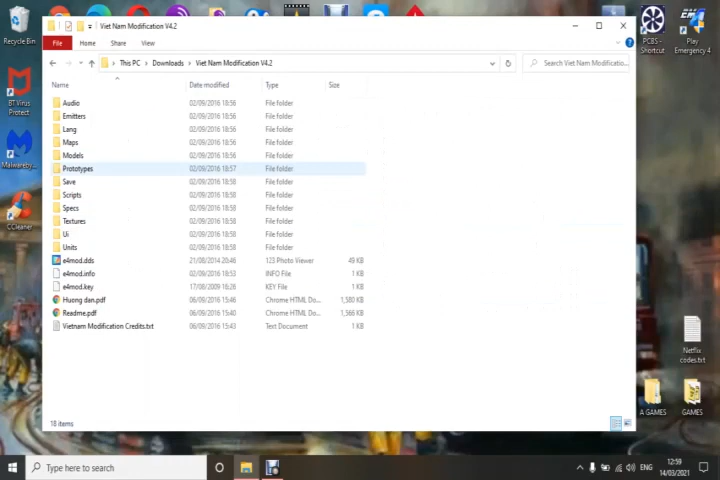 Viet Nam Modification V4.2
File Home Share View
This PC Downloads Viet Nam Modification V4.2
Search Viet Nam Modificatio...
Name Date modified Type Size
Audio 02/09/2016 18:56 File folder
Emitters 02/09/2016 18:56 File folder
Lang 02/09/2016 18:56 File folder
Maps 02/09/2016 18:56 File folder
Models 02/09/2016 18:56 File folder
Prototypes 02/09/2016 18:57 File folder
Save 02/09/2016 18:58 File folder
Scripts 02/09/2016 18:58 File folder
Specs 02/09/2016 18:58 File folder
Textures 02/09/2016 18:58 File folder
Ui 02/09/2016 18:58 File folder
Units 02/09/2016 18:58 File folder
e4mod.dds 21/08/2014 20:46 123 Photo Viewer 49 KB
e4mod.info 02/09/2016 18:53 INFO File 1 KB
e4mod.key 17/08/2009 16:26 KEY File 1 KB
Huong dan.pdf 06/09/2016 15:46 Chrome HTML Do... 1,580 KB
Readme.pdf 06/09/2016 15:40 Chrome HTML Do... 1,566 KB
Vietnam Modification Credits.txt 06/09/2016 15:43 Text Document 1 KB
18 items
Recycle Bin
BT Virus
Protect
Malwareby...
CCleaner
PCBS -
Shortcut
Play
Emergency 4
Netflix
codes.txt
A GAMES
GAMES
Type here to search
ENG
12:59
14/03/2021